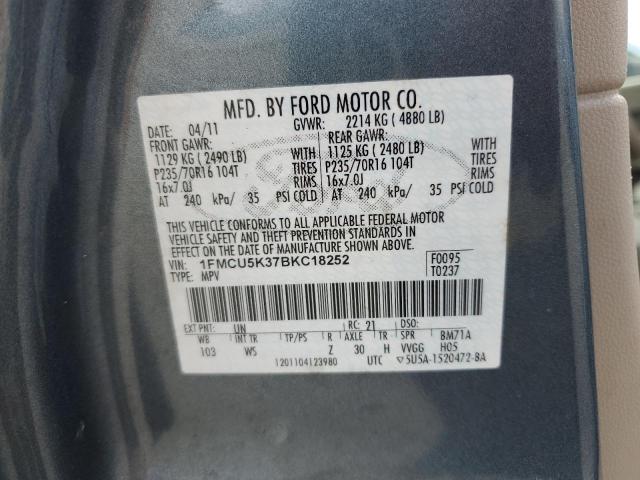 MFD. BY FORD MOTOR CO.
DATE: 04/11 GVWR: 2214 KG ( 4880 LB)
FRONT GAWR: REAR GAWR:
1129 KG ( 2490 LB) WITH 1125 KG ( 2480 LB) WITH
P235/70R16 104T TIRES P235/70R16 104T TIRES
16x7.0J RIMS 16x7.0J RIMS
AT 240 kPa/ 35 PSI COLD AT 240 kPa/ 35 PSI COLD
THIS VEHICLE CONFORMS TO ALL APPLICABLE FEDERAL MOTOR
VEHICLE SAFETY AND THEFT PREVENTION STANDARDS IN
EFFECT ON THE DATE OF MANUFACTURE SHOWN ABOVE.
VIN: 1FMCU5K37BKC18252 F0095
TYPE: MPV T0237
EXT PNT: UN RC: 21 DSO:
WB INT TR TP/PS R AXLE TR SPR BM71A
103 WS Z 30 H VVGG H05
1201104123980 UTC ▽5U5A-1520472-BA